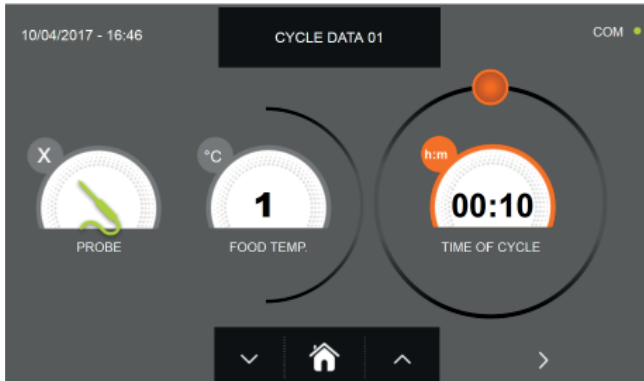 10/04/2017 - 16:46
CYCLE DATA 01
COM
X
°C
h:m
1
00:10
PROBE
FOOD TEMP.
TIME OF CYCLE